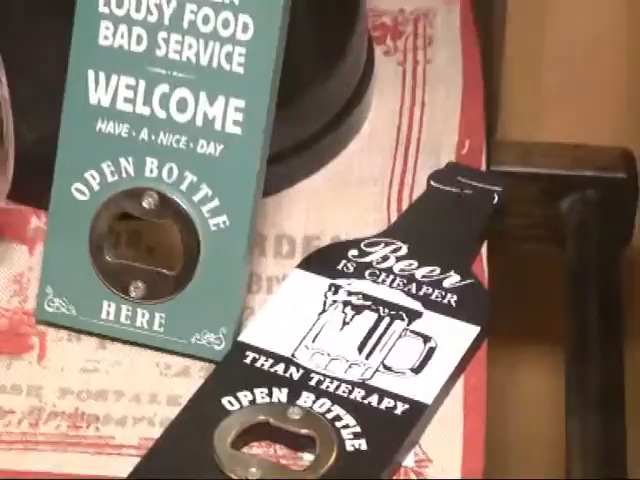 LOUSY FOOD
BAD SERVICE
WELCOME
HAVE · A · NICE · DAY
OPEN BOTTLE
HERE
Beer
IS CHEAPER
THAN THERAPY
OPEN BOTTLE